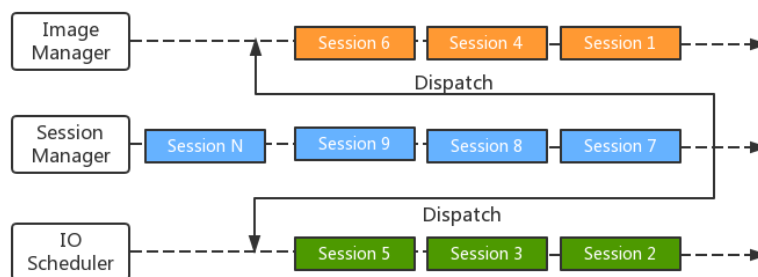 Image
Manager
Session 6
Session 4
Session 1
Dispatch
Session
Manager
Session N
Session 9
Session 8
Session 7
Dispatch
IO
Scheduler
Session 5
Session 3
Session 2